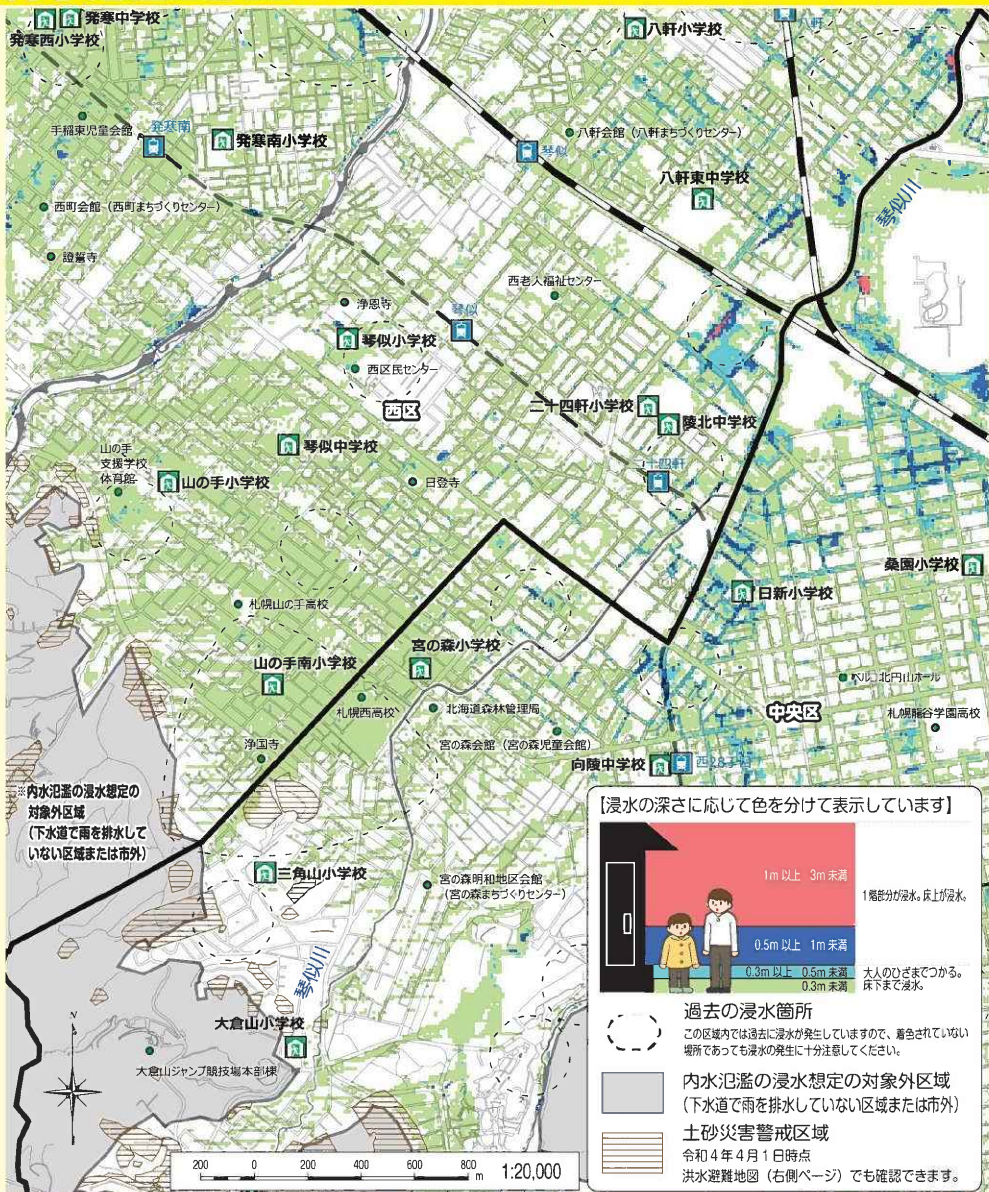 発寒中学校
発寒西小学校
八軒小学校
八軒
手稲東児童会館
発寒南
発寒南小学校
琴似
八軒会館（八軒まちづくりセンター）
八軒東中学校
琴似川
西町会館（西町まちづくりセンター）
證誓寺
西老人福祉センター
浄恩寺
琴似
琴似小学校
西区民センター
西区
二十四軒小学校
陵北中学校
琴似中学校
山の手
支援学校
体育館
山の手小学校
日登寺
十四軒
桑園小学校
日新小学校
札幌山の手高校
宮の森小学校
山の手南小学校
札幌西高校
北海道森林管理局
中央区
札幌龍谷学園高校
浄国寺
宮の森会館（宮の森児童会館）
向陵中学校
※内水氾濫の浸水想定の
対象外区域
（下水道で雨を排水して
いない区域または市外）
三角山小学校
宮の森明和地区会館
（宮の森まちづくりセンター）
琴似川
大倉山小学校
大倉山ジャンプ競技場本部棟
N
【浸水の深さに応じて色を分けて表示しています】
1m 以上 3m 未満
1階部分が浸水。床上が浸水。
0.5m 以上 1m 未満
0.3m 以上 0.5m 未満
0.3m 未満
大人のひざまでつかる。
床下まで浸水。
過去の浸水箇所
この区域内では過去に浸水が発生していますので、着色されていない
場所であっても浸水の発生に十分注意してください。
内水氾濫の浸水想定の対象外区域
（下水道で雨を排水していない区域または市外）
土砂災害警戒区域
令和4年4月1日時点
洪水避難地図（右側ページ）でも確認できます。
200 0 200 400 600 800 m
1:20,000